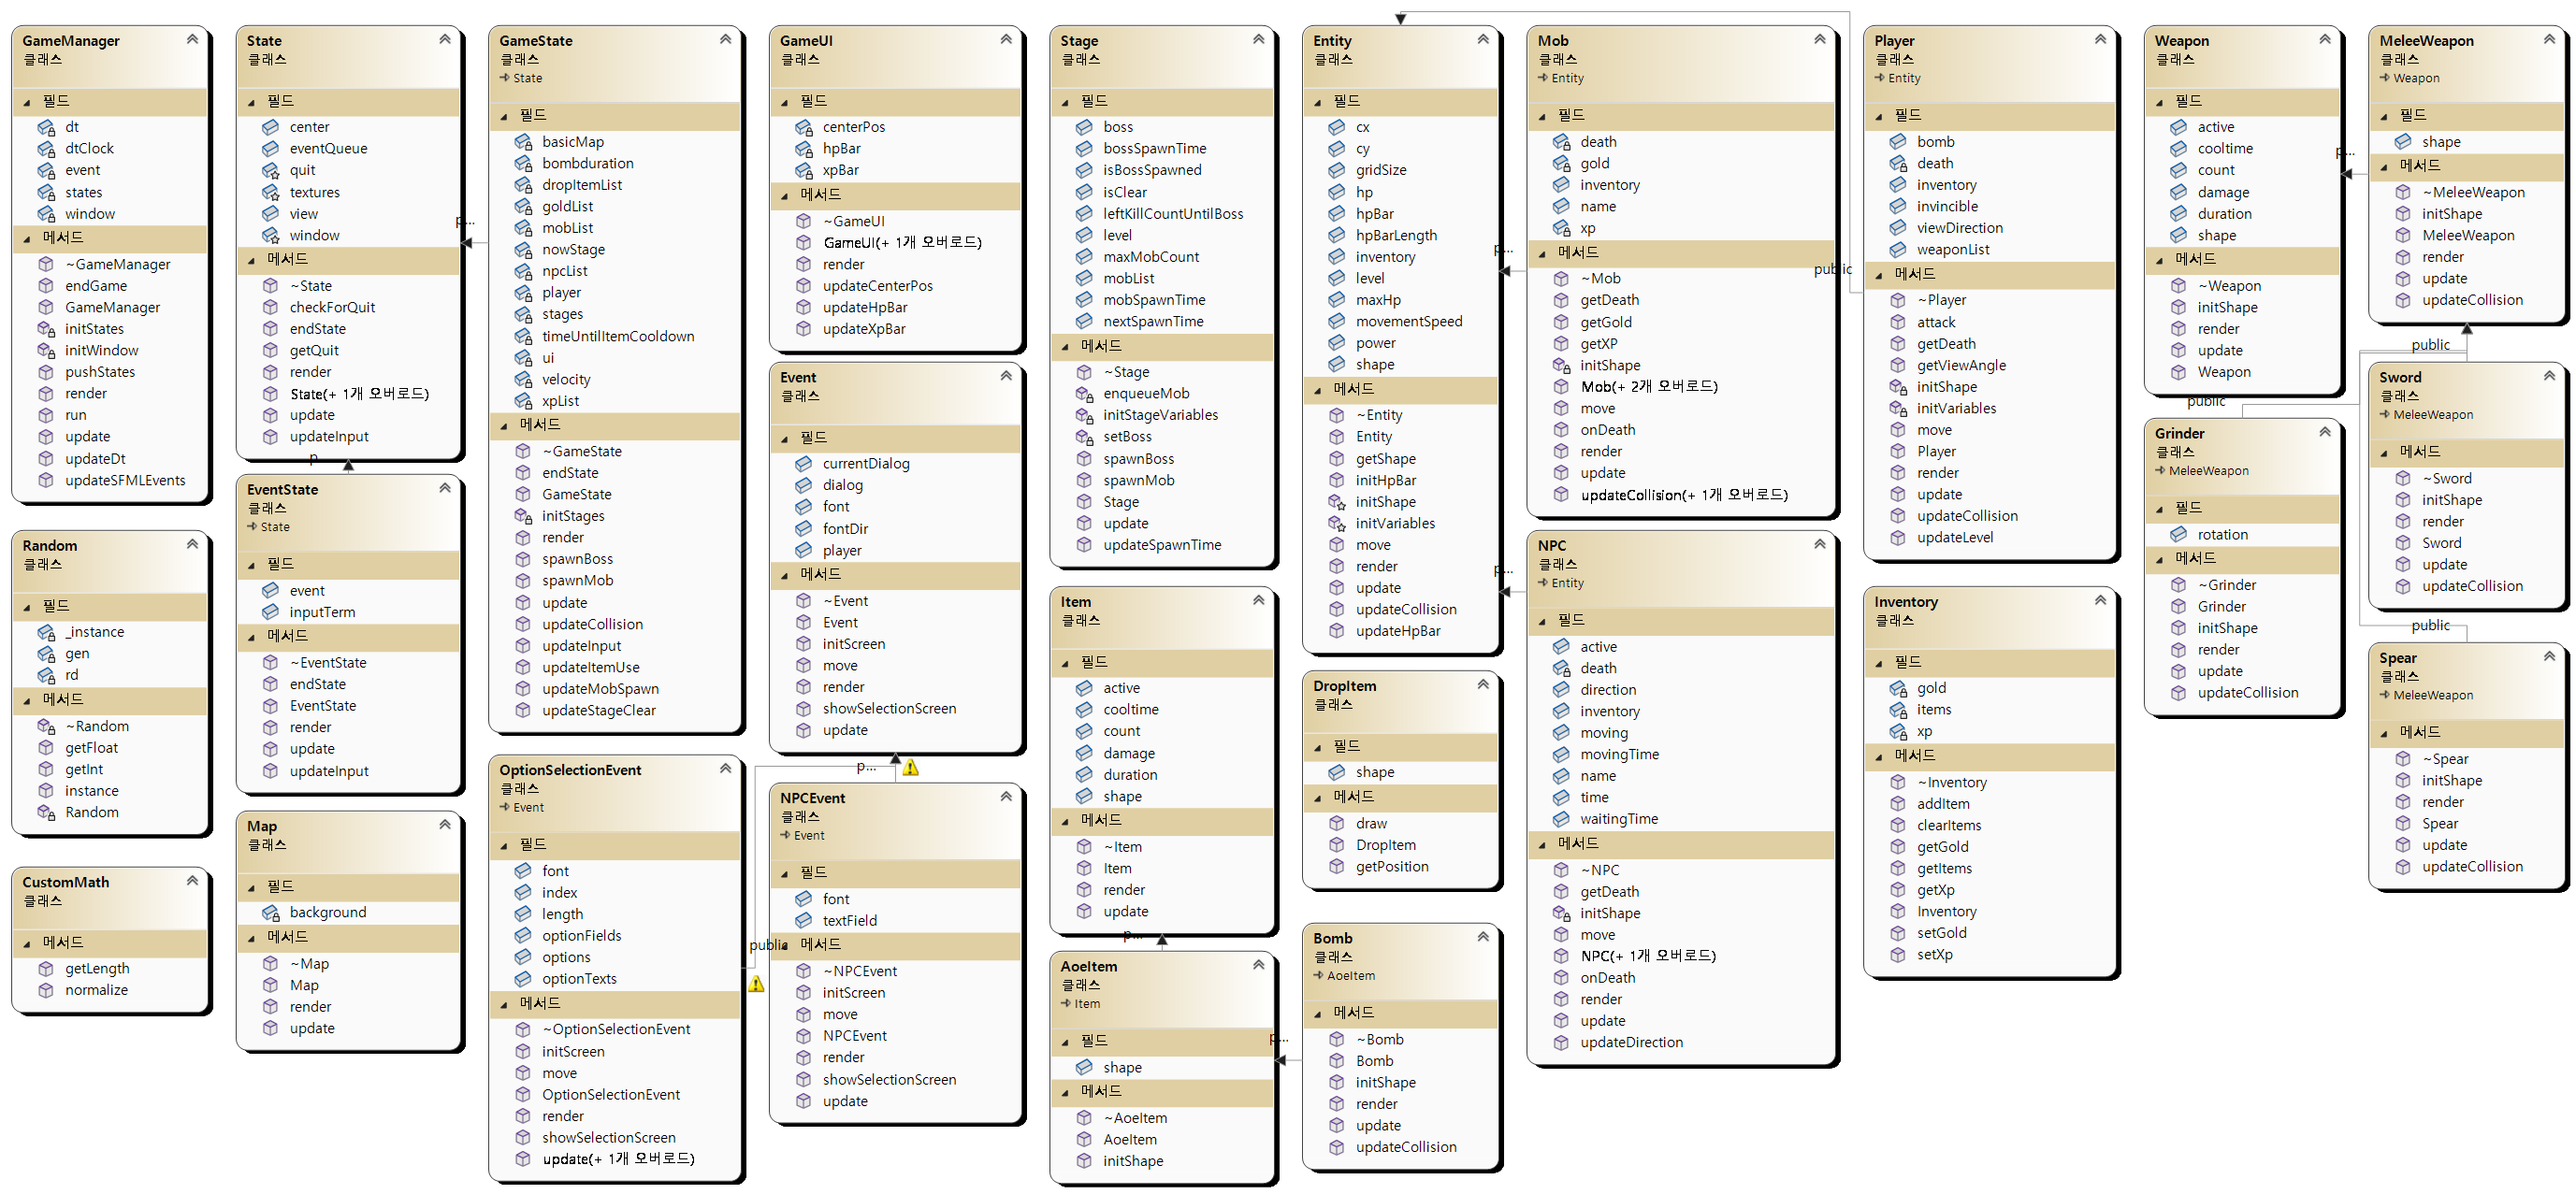 GameManager
클래스
필드
dt
dtClock
event
states
window
메서드
~GameManager
endGame
GameManager
initStates
initWindow
pushStates
render
run
update
updateDt
updateSFMLEvents
Random
클래스
필드
_instance
gen
rd
메서드
~Random
getFloat
getInt
instance
Random
CustomMath
클래스
메서드
getLength
normalize
State
클래스
필드
center
eventQueue
quit
textures
view
window
메서드
~State
checkForQuit
endState
getQuit
render
State(+ 1개 오버로드)
update
updateInput
p...
p...
EventState
클래스
State
필드
event
inputTerm
메서드
~EventState
endState
EventState
render
update
updateInput
Map
클래스
필드
background
메서드
~Map
Map
render
update
GameState
클래스
State
필드
basicMap
bombduration
dropItemList
goldList
mobList
nowStage
npcList
player
stages
timeUntilItemCooldown
ui
velocity
xpList
메서드
~GameState
endState
GameState
initStages
render
spawnBoss
spawnMob
update
updateCollision
updateInput
updateItemUse
updateMobSpawn
updateStageClear
OptionSelectionEvent
클래스
Event
필드
font
index
length
optionFields
options
optionTexts
메서드
~OptionSelectionEvent
initScreen
move
OptionSelectionEvent
render
showSelectionScreen
update(+ 1개 오버로드)
GameUI
클래스
필드
centerPos
hpBar
xpBar
메서드
~GameUI
GameUI(+ 1개 오버로드)
render
updateCenterPos
updateHpBar
updateXpBar
Event
클래스
필드
currentDialog
dialog
font
fontDir
player
메서드
~Event
Event
initScreen
move
render
showSelectionScreen
update
p...
public
NPCEvent
클래스
Event
필드
font
textField
메서드
~NPCEvent
initScreen
move
NPCEvent
render
showSelectionScreen
update
Stage
클래스
필드
boss
bossSpawnTime
isBossSpawned
isClear
leftKillCountUntilBoss
level
maxMobCount
mobList
mobSpawnTime
nextSpawnTime
메서드
~Stage
enqueueMob
initStageVariables
setBoss
spawnBoss
spawnMob
Stage
update
updateSpawnTime
Item
클래스
필드
active
cooltime
count
damage
duration
shape
메서드
~Item
Item
render
update
p...
AoeItem
클래스
Item
필드
shape
메서드
~AoeItem
AoeItem
initShape
p...
Entity
클래스
필드
cx
cy
gridSize
hp
hpBar
hpBarLength
inventory
level
maxHp
movementSpeed
power
shape
메서드
~Entity
Entity
getShape
initHpBar
initShape
initVariables
move
render
update
updateCollision
updateHpBar
p...
p...
DropItem
클래스
필드
shape
메서드
draw
DropItem
getPosition
Bomb
클래스
AoeItem
메서드
~Bomb
Bomb
initShape
render
update
updateCollision
Mob
클래스
Entity
필드
death
gold
inventory
name
xp
메서드
~Mob
getDeath
getGold
getXP
initShape
Mob(+ 2개 오버로드)
move
onDeath
render
update
updateCollision(+ 1개 오버로드)
NPC
클래스
Entity
필드
active
death
direction
inventory
moving
movingTime
name
time
waitingTime
메서드
~NPC
getDeath
initShape
move
NPC(+ 1개 오버로드)
onDeath
render
update
updateDirection
public
Player
클래스
Entity
필드
bomb
death
inventory
invincible
viewDirection
weaponList
메서드
~Player
attack
getDeath
getViewAngle
initShape
initVariables
move
Player
render
update
updateCollision
updateLevel
Inventory
클래스
필드
gold
items
xp
메서드
~Inventory
addItem
clearItems
getGold
getItems
getXp
Inventory
setGold
setXp
Weapon
클래스
필드
active
cooltime
count
damage
duration
shape
메서드
~Weapon
initShape
render
update
Weapon
p...
public
Grinder
클래스
MeleeWeapon
필드
rotation
메서드
~Grinder
Grinder
initShape
render
update
updateCollision
MeleeWeapon
클래스
Weapon
필드
shape
메서드
~MeleeWeapon
initShape
MeleeWeapon
render
update
updateCollision
public
Sword
클래스
MeleeWeapon
메서드
~Sword
initShape
render
Sword
update
updateCollision
public
Spear
클래스
MeleeWeapon
메서드
~Spear
initShape
render
Spear
update
updateCollision